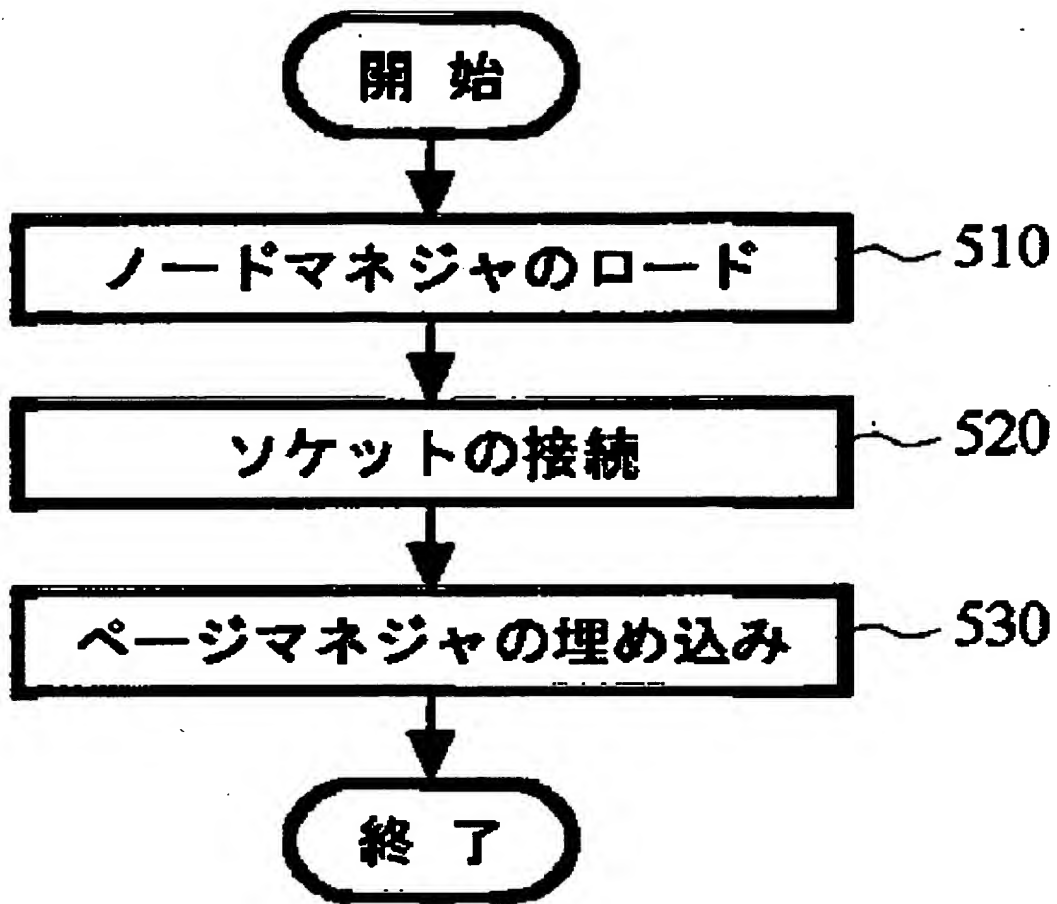 開 始
ノードマネジャのロード
510
ソケットの接続
520
ページマネジャの埋め込み
530
終 了